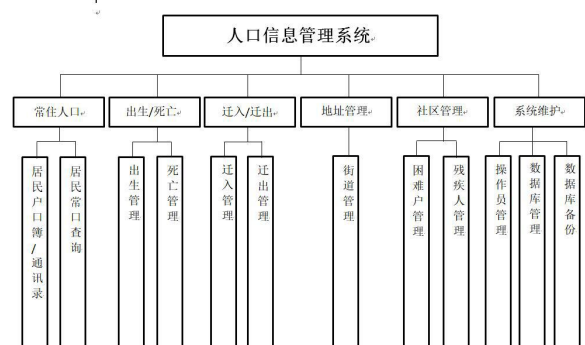 人口信息管理系统
常住人口
出生/死亡
迁入/迁出
地址管理
社区管理
系统维护
居民户口簿/通讯录
居民常口查询
出生管理
死亡管理
迁入管理
迁出管理
街道管理
困难户管理
残疾人管理
操作员管理
数据库管理
数据库备份